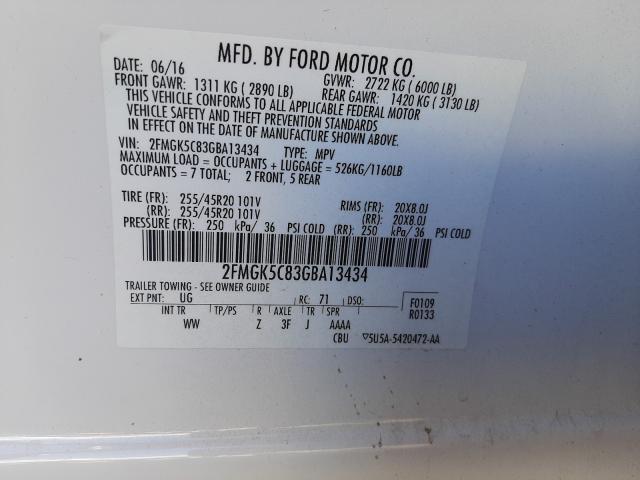 MFD. BY FORD MOTOR CO.
DATE: 06/16 GVWR: 2722 KG ( 6000 LB)
FRONT GAWR: 1311 KG ( 2890 LB) REAR GAWR: 1420 KG ( 3130 LB)
THIS VEHICLE CONFORMS TO ALL APPLICABLE FEDERAL MOTOR
VEHICLE SAFETY AND THEFT PREVENTION STANDARDS
IN EFFECT ON THE DATE OF MANUFACTURE SHOWN ABOVE.
VIN: 2FMGK5C83GBA13434 TYPE: MPV
MAXIMUM LOAD = OCCUPANTS + LUGGAGE = 526KG/1160LB
OCCUPANTS = 7 TOTAL; 2 FRONT, 5 REAR
TIRE (FR): 255/45R20 101V RIMS (FR): 20X8.0J
(RR): 255/45R20 101V (RR): 20X8.0J
PRESSURE (FR): 250 kPa/ 36 PSI COLD (RR): 250 kPa/ 36 PSI COLD
2FMGK5C83GBA13434
TRAILER TOWING - SEE OWNER GUIDE
EXT PNT: UG RC: 71 DSO: F0109
INT TR TP/PS R AXLE TR SPR R0133
WW Z 3F J AAAA
CBU 5U5A-5420472-AA